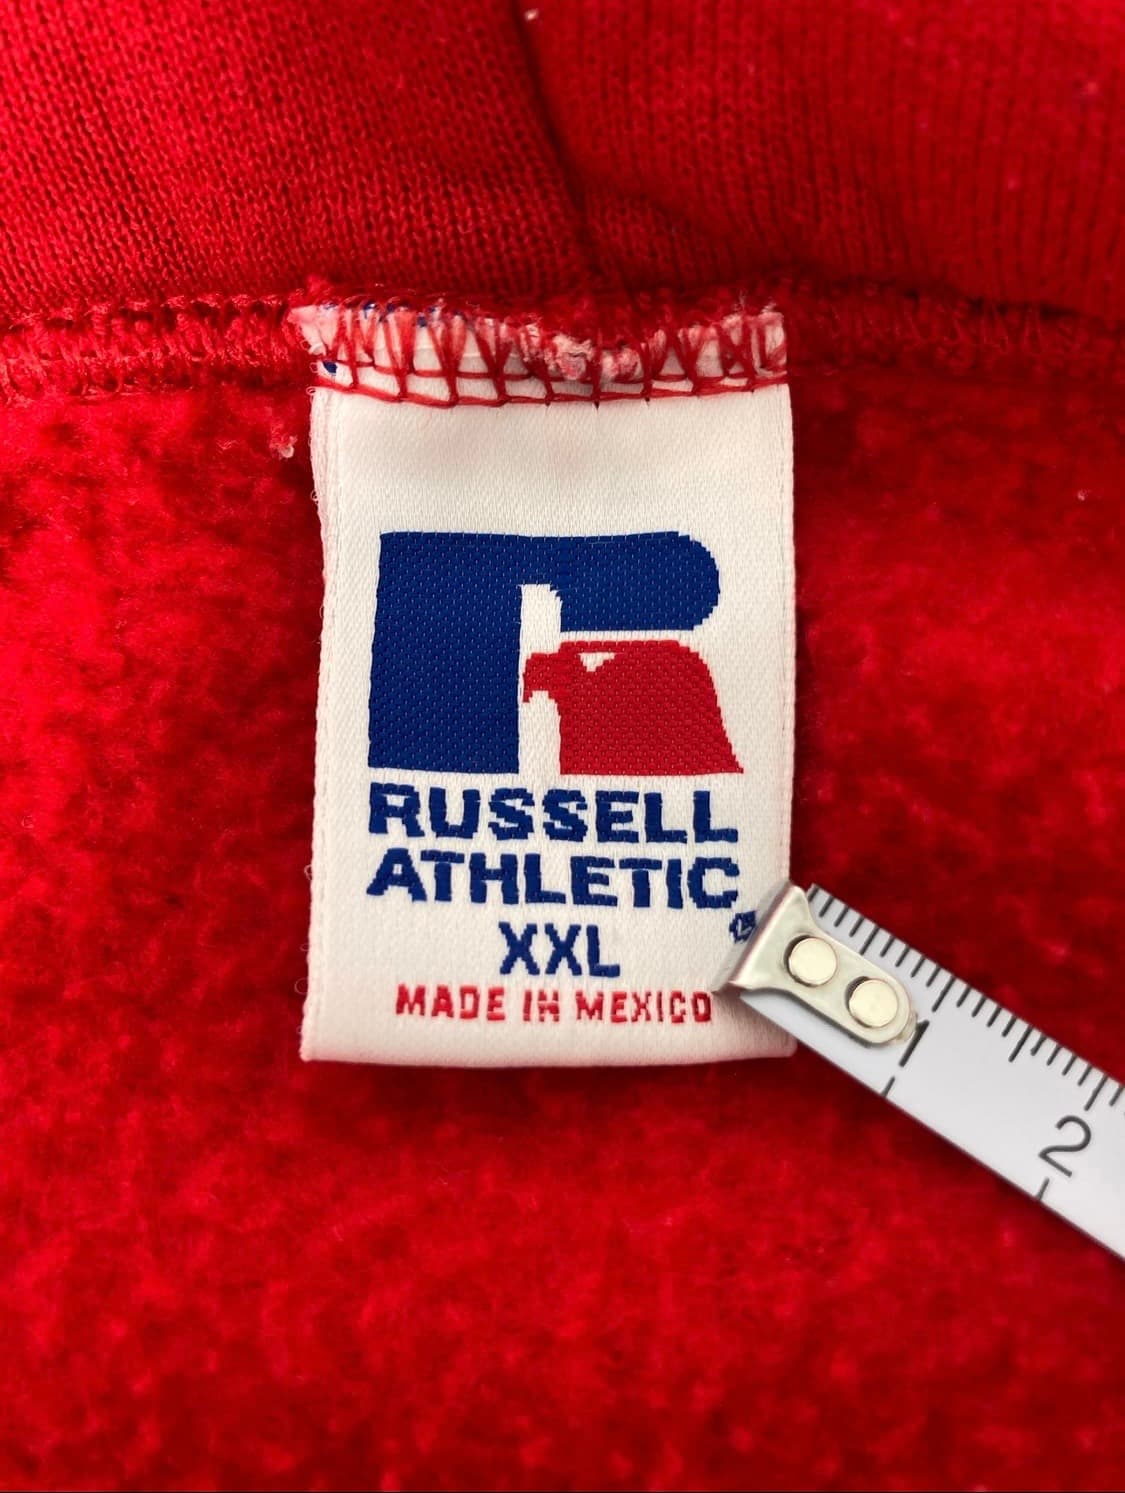 RUSSELL
ATHLETIC
XXL
MADE IN MEXICO
1
2